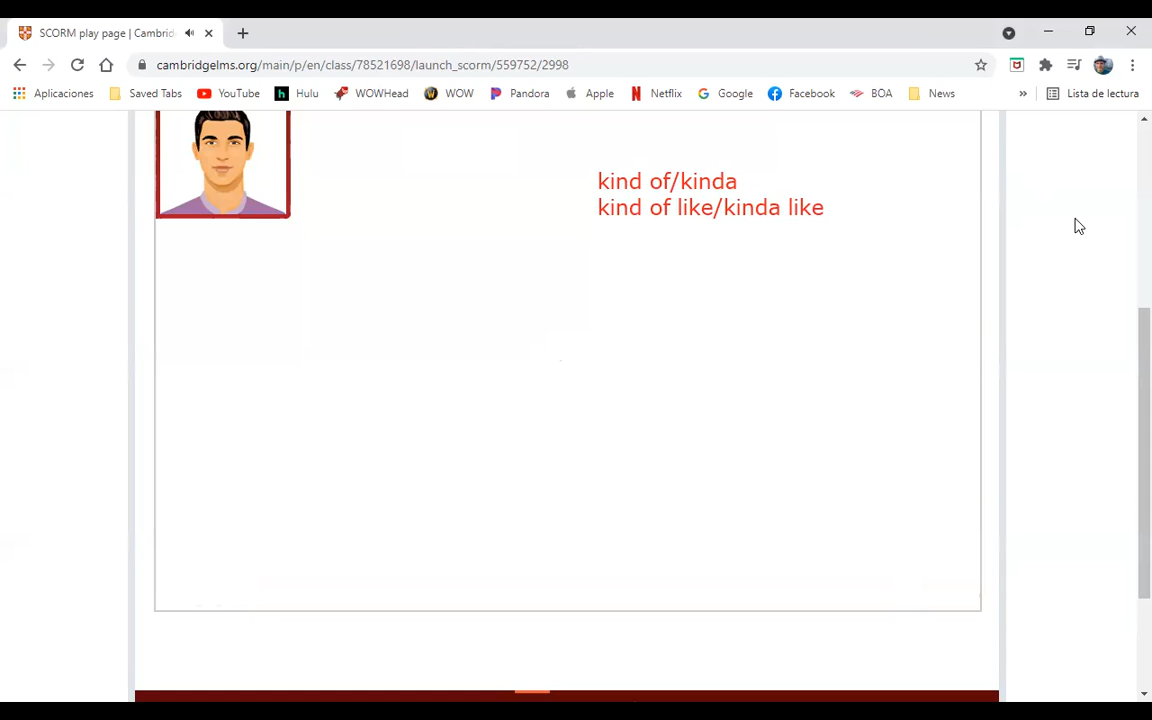 SCORM play page | Cambrid
cambridgelms.org/main/p/en/class/78521698/launch_scorm/559752/2998
Aplicaciones Saved Tabs YouTube Hulu WOWHead WOW Pandora Apple Netflix Google Facebook BOA News » Lista de lectura
kind of/kinda
kind of like/kinda like